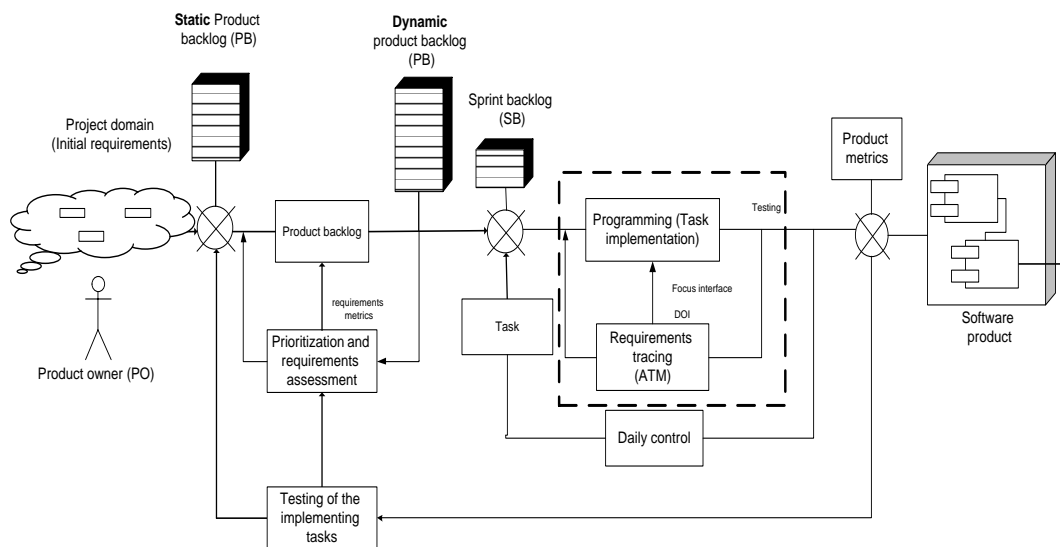 Static Product
backlog (PB)
Dynamic
product backlog
(PB)
Sprint backlog
(SB)
Project domain
(Initial requirements)
Product
metrics
Product backlog
Programming (Task
implementation)
Testing
requirements
metrics
Focus interface
DOI
Task
Prioritization and
requirements
assessment
Requirements
tracing
(ATM)
Software
product
Product owner (PO)
Daily control
Testing of the
implementing
tasks